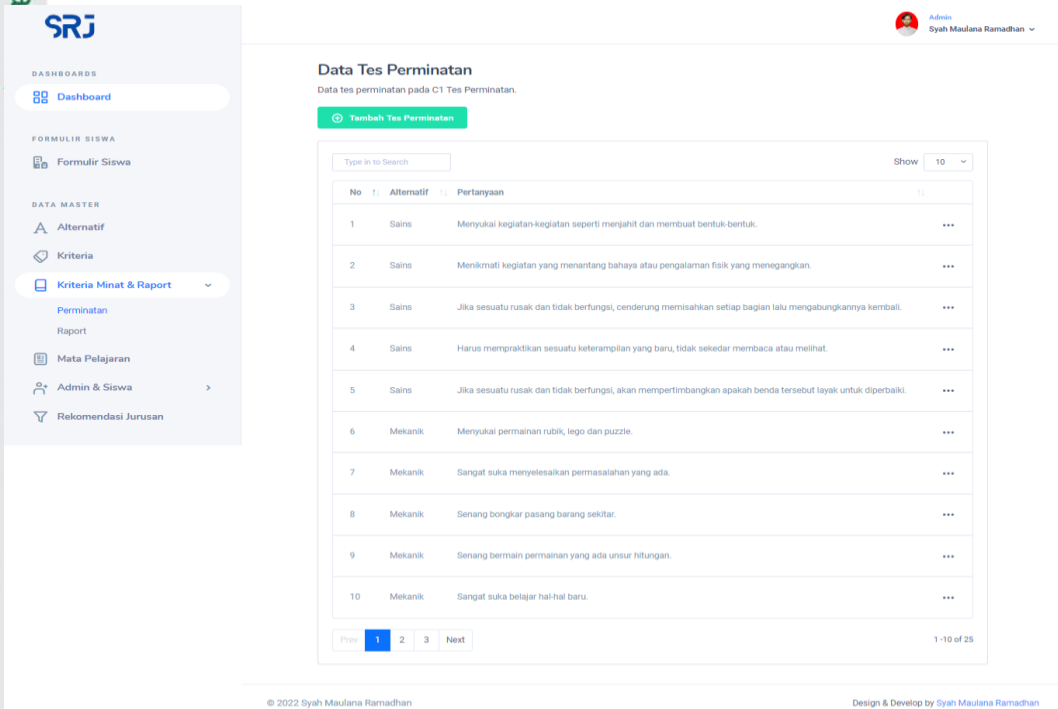 SRJ
Admin
Syah Maulana Ramadhan
DASHBOARDS
Dashboard
FORMULIR SISWA
Formulir Siswa
DATA MASTER
Alternatif
Kriteria
Kriteria Minat & Raport
Perminatan
Raport
Mata Pelajaran
Admin & Siswa
Rekomendasi Jurusan
Data Tes Perminatan
Data tes perminatan pada C1 Tes Perminatan.
Tambah Tes Perminatan
Type in to Search
Show 10
No Alternatif Pertanyaan
1 Sains Menyukai kegiatan-kegiatan seperti menjahit dan membuat bentuk-bentuk.
2 Sains Menikmati kegiatan yang menantang bahaya atau pengalaman fisik yang menegangkan.
3 Sains Jika sesuatu rusak dan tidak berfungsi, cenderung memisahkan setiap bagian lalu mengabungkannya kembali.
4 Sains Harus mempraktikan sesuatu keterampilan yang baru, tidak sekedar membaca atau melihat.
5 Sains Jika sesuatu rusak dan tidak berfungsi, akan mempertimbangkan apakah benda tersebut layak untuk diperbaiki.
6 Mekanik Menyukai permainan rubik, lego dan puzzle.
7 Mekanik Sangat suka menyelesaikan permasalahan yang ada.
8 Mekanik Senang bongkar pasang barang sekitar.
9 Mekanik Senang bermain permainan yang ada unsur hitungan.
10 Mekanik Sangat suka belajar hal-hal baru.
Prev 1 2 3 Next
1 -10 of 25
© 2022 Syah Maulana Ramadhan
Design & Develop by Syah Maulana Ramadhan